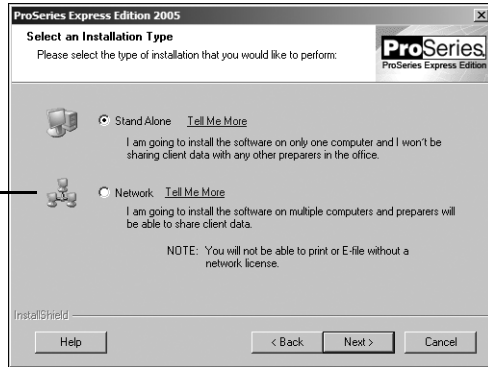 ProSeries Express Edition 2005
Select an Installation Type
Please select the type of installation that you would like to perform:
ProSeries
ProSeries Express Edition
Stand Alone Tell Me More
I am going to install the software on only one computer and I won't be
sharing client data with any other preparers in the office.
Network Tell Me More
I am going to install the software on multiple computers and preparers will
be able to share client data.
NOTE: You will not be able to print or E-file without a
network license.
InstallShield
Help
< Back
Next >
Cancel